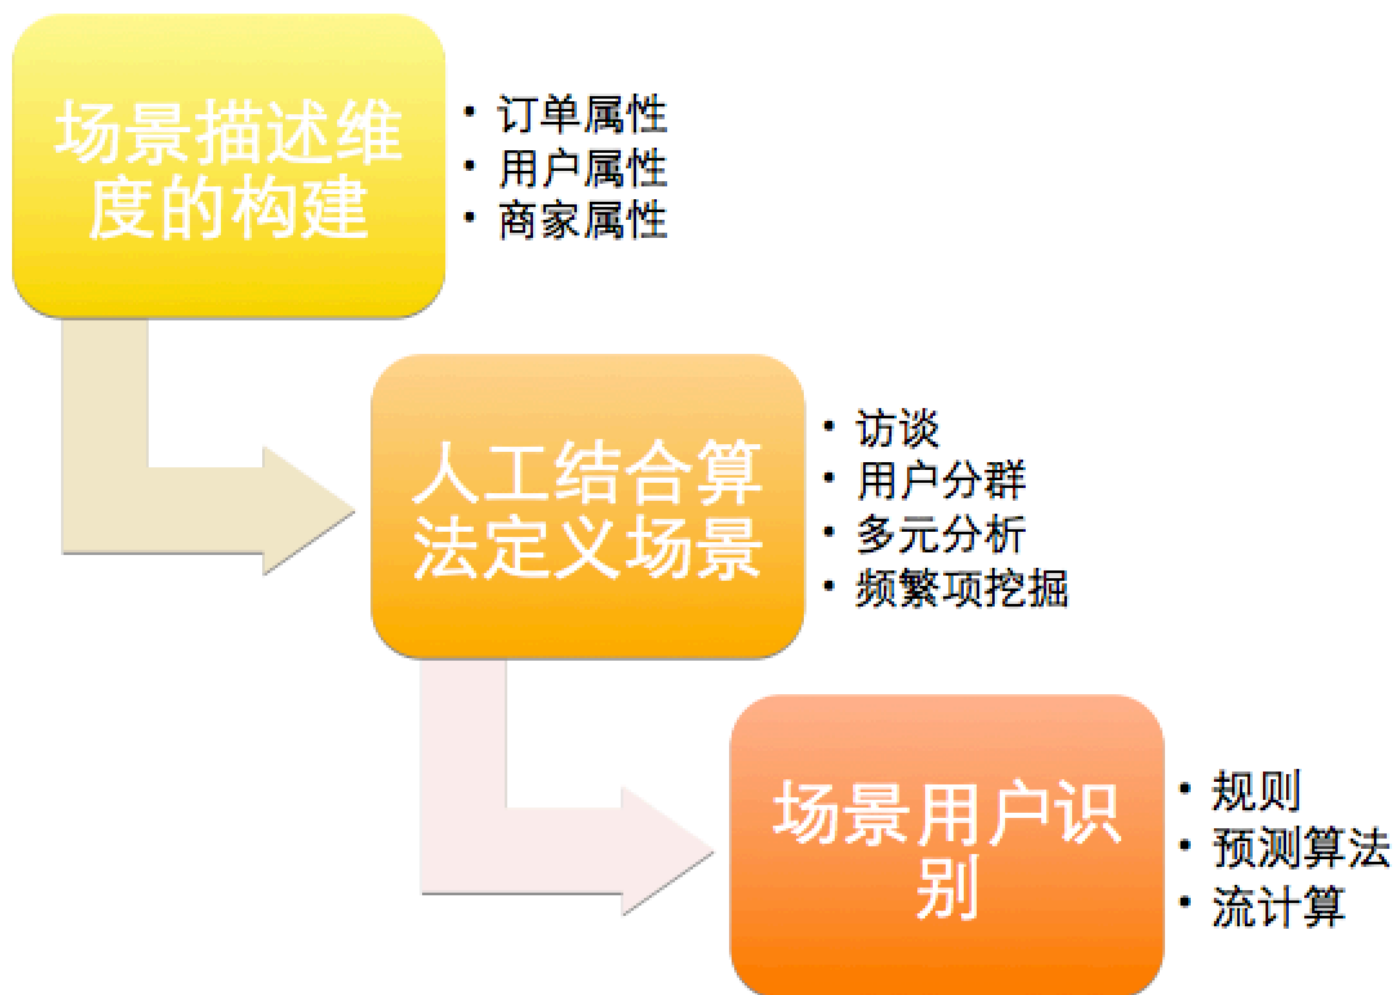 场景描述维
度的构建
• 订单属性
• 用户属性
• 商家属性
人工结合算
法定义场景
• 访谈
• 用户分群
• 多元分析
• 频繁项挖掘
场景用户识
别
• 规则
• 预测算法
• 流计算